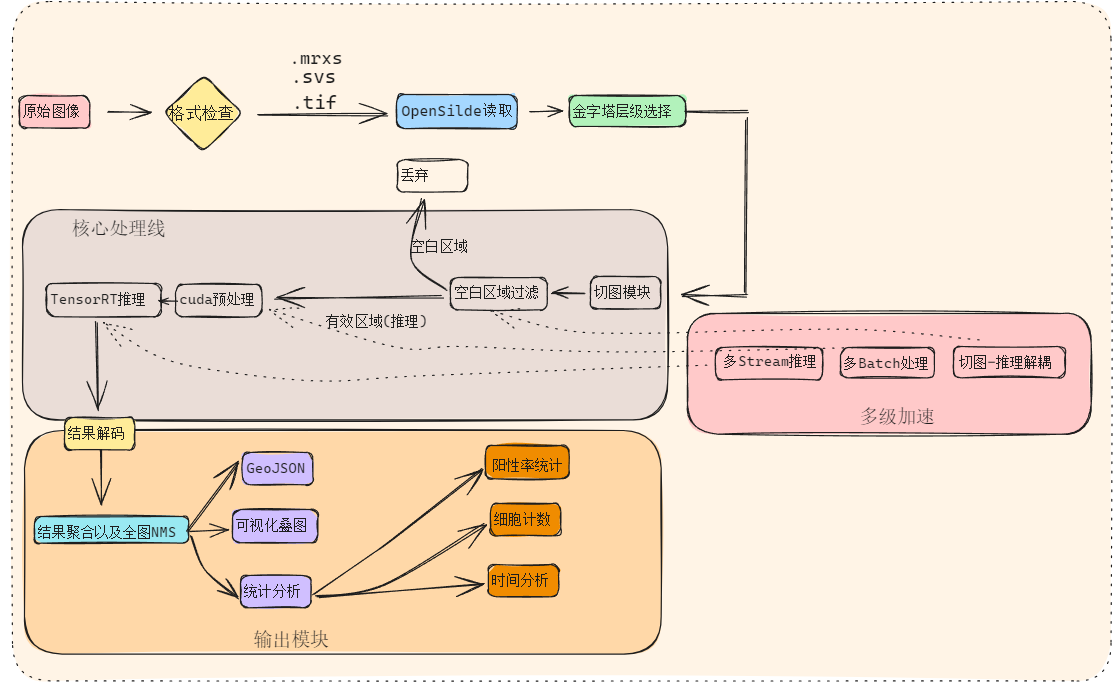 .mrxs
.svs
.tif
原始图像
格式检查
OpenSilde读取
金字塔层级选择
丢弃
核心处理线
空白区域
TensorRT推理
cuda预处理
空白区域过滤
切图模块
有效区域(推理)
多Stream推理
多Batch处理
切图-推理解耦
多级加速
结果解码
GeoJSON
阳性率统计
结果聚合以及全图NMS
可视化叠图
细胞计数
统计分析
时间分析
输出模块